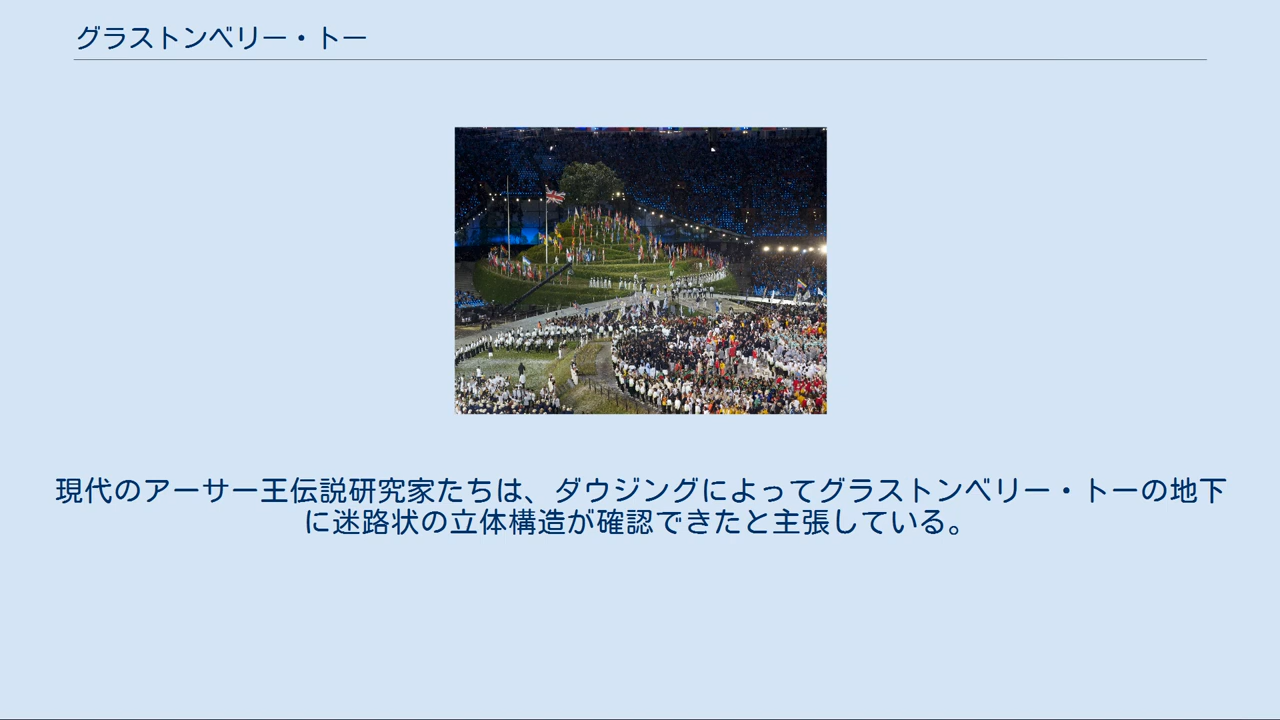 グラストンベリー・トー
現代のアーサー王伝説研究家たちは、ダウジングによってグラストンベリー・トーの地下
に迷路状の立体構造が確認できたと主張している。